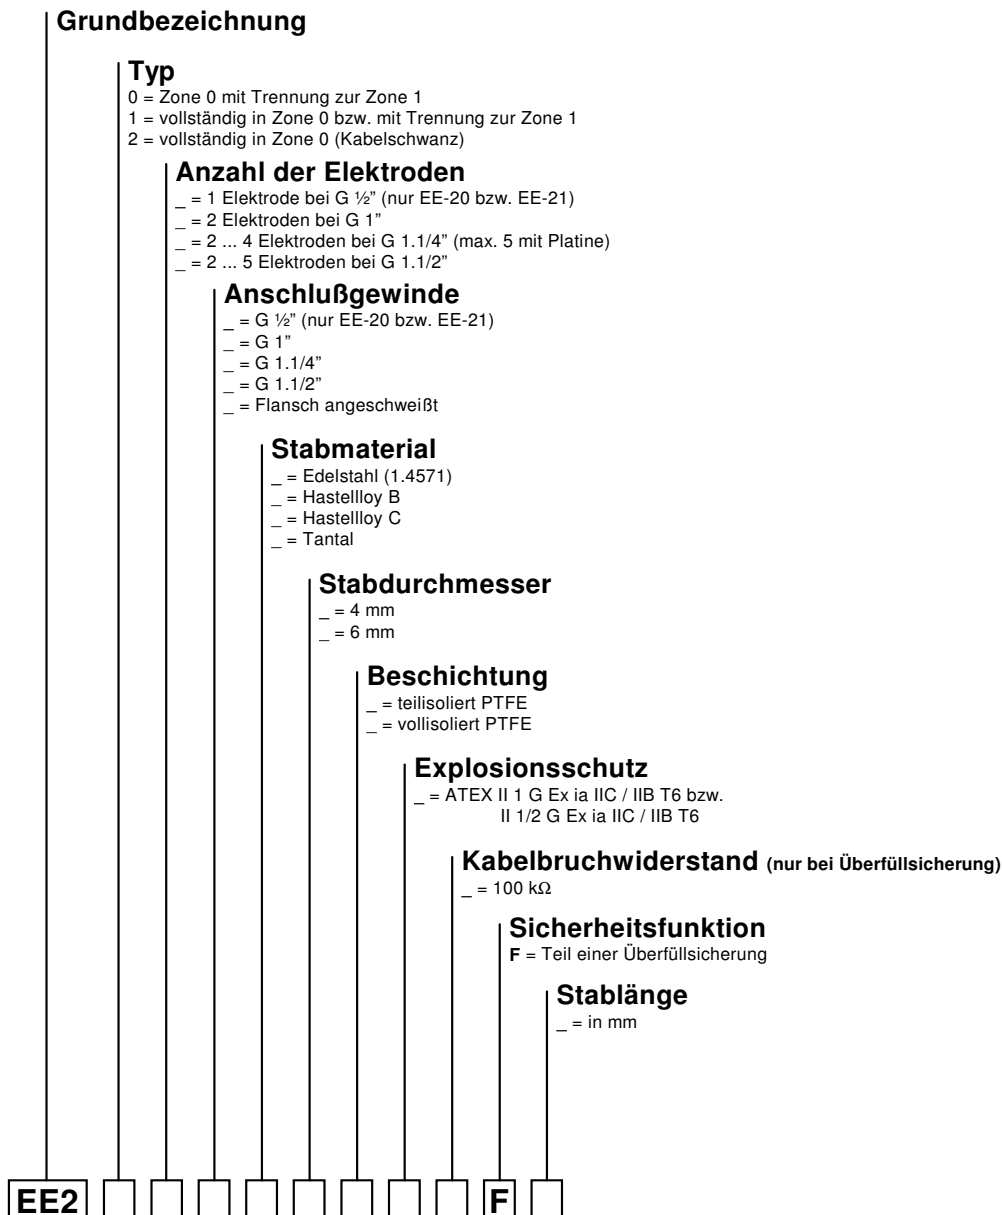 Grundbezeichnung
Typ
0 = Zone 0 mit Trennung zur Zone 1
1 = vollständig in Zone 0 bzw. mit Trennung zur Zone 1
2 = vollständig in Zone 0 (Kabelschwanz)
Anzahl der Elektroden
_ = 1 Elektrode bei G ½” (nur EE-20 bzw. EE-21)
_ = 2 Elektroden bei G 1”
_ = 2 ... 4 Elektroden bei G 1.1/4” (max. 5 mit Platine)
_ = 2 ... 5 Elektroden bei G 1.1/2”
Anschlußgewinde
_ = G ½” (nur EE-20 bzw. EE-21)
_ = G 1”
_ = G 1.1/4”
_ = G 1.1/2”
_ = Flansch angeschweißt
Stabmaterial
_ = Edelstahl (1.4571)
_ = Hastellloy B
_ = Hastellloy C
_ = Tantal
Stabdurchmesser
_ = 4 mm
_ = 6 mm
Beschichtung
_ = teilisoliert PTFE
_ = vollisoliert PTFE
Explosionsschutz
_ = ATEX II 1 G Ex ia IIC / IIB T6 bzw.
II 1/2 G Ex ia IIC / IIB T6
Kabelbruchwiderstand (nur bei Überfüllsicherung)
_ = 100 kΩ
Sicherheitsfunktion
F = Teil einer Überfüllsicherung
Stablänge
_ = in mm
EE2 F